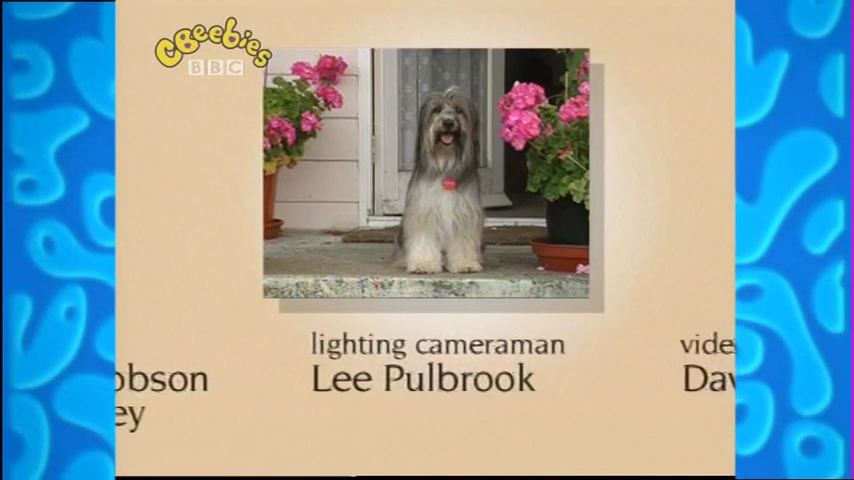 CBeebies
BBC
lighting cameraman
Lee Pulbrook
obson
ey
vide
Dav